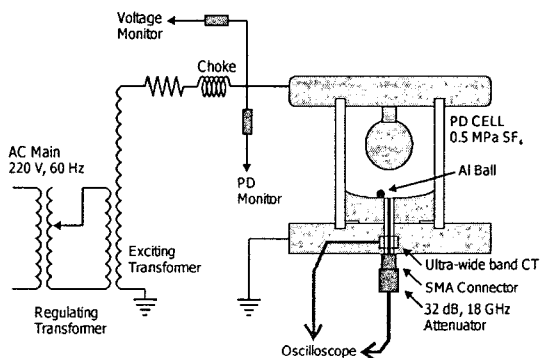 Voltage
Monitor
Choke
PD CELL
0.5 MPa SF₆
AC Main
220 V, 60 Hz
Al Ball
PD
Monitor
Exciting
Transformer
Ultra-wide band CT
SMA Connector
32 dB, 18 GHz
Attenuator
Regulating
Transformer
Oscilloscope